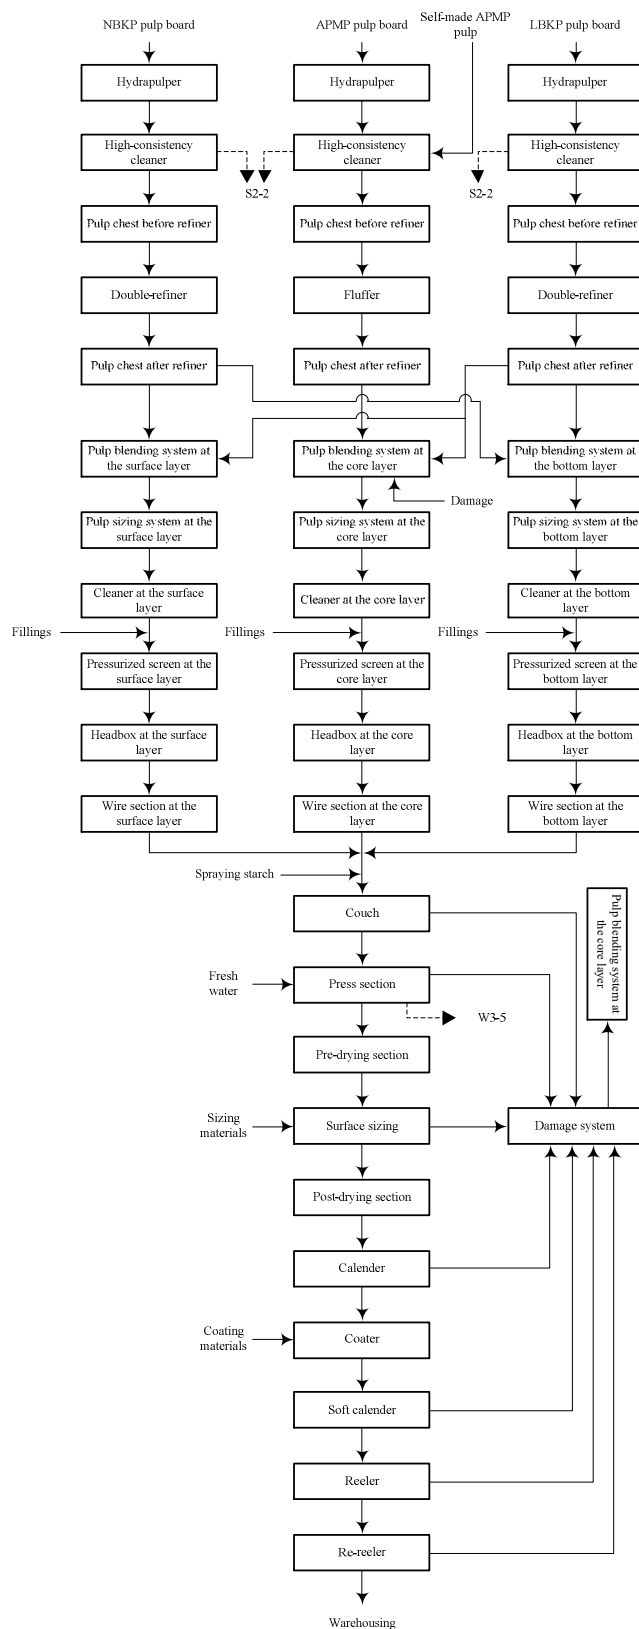 NBKP pulp board
APMP pulp board
Self-made APMP
pulp
LBKP pulp board
Hydrapulper
Hydrapulper
Hydrapulper
High-consistency
cleaner
High-consistency
cleaner
High-consistency
cleaner
S2-2
S2-2
Pulp chest before refiner
Pulp chest before refiner
Pulp chest before refiner
Double-refiner
Fluffer
Double-refiner
Pulp chest after refiner
Pulp chest after refiner
Pulp chest after refiner
Pulp blending system at
the surface layer
Pulp blending system at
the core layer
Pulp blending system at
the bottom layer
Damage
Pulp sizing system at the
surface layer
Pulp sizing system at the
core layer
Pulp sizing system at the
bottom layer
Cleaner at the surface
layer
Cleaner at the core layer
Cleaner at the bottom
layer
Fillings
Fillings
Fillings
Pressurized screen at the
surface layer
Pressurized screen at the
core layer
Pressurized screen at the
bottom layer
Headbox at the surface
layer
Headbox at the core
layer
Headbox at the bottom
layer
Wire section at the
surface layer
Wire section at the core
layer
Wire section at the
bottom layer
Spraying starch
Couch
Pulp blending system at
the core layer
Fresh
water
Press section
W3-5
Pre-drying section
Sizing
materials
Surface sizing
Damage system
Post-drying section
Calender
Coating
materials
Coater
Soft calender
Reeler
Re-reeler
Warehousing